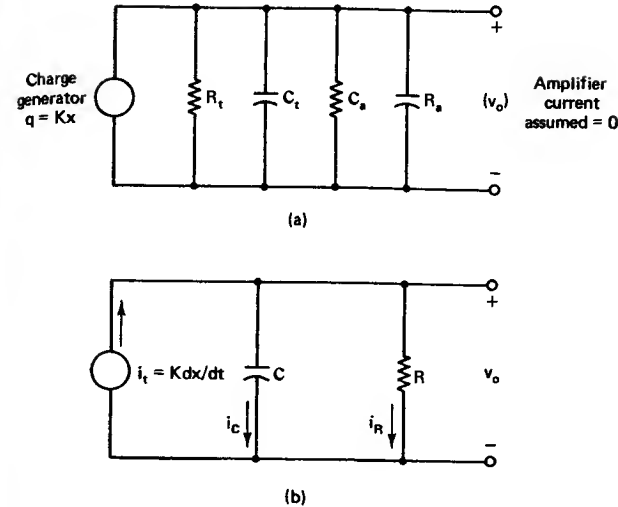 Charge
generator
q = Kx
R_t
C_t
C_a
R_a
+
(v_o)
−
Amplifier
current
assumed = 0
(a)
i_t = Kdx/dt
C
i_C
R
i_R
+
v_o
−
(b)